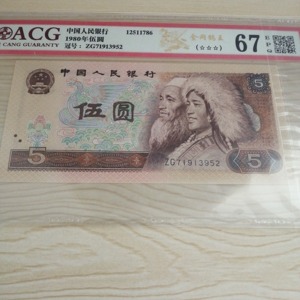 ACG
CANG GUARANTY
中国人民银行 12511786
1980年伍圆
冠号：ZG71913952
(☆☆☆)
67 EPQ
中国人民银行
5
伍圆
5
ZG71913952
5